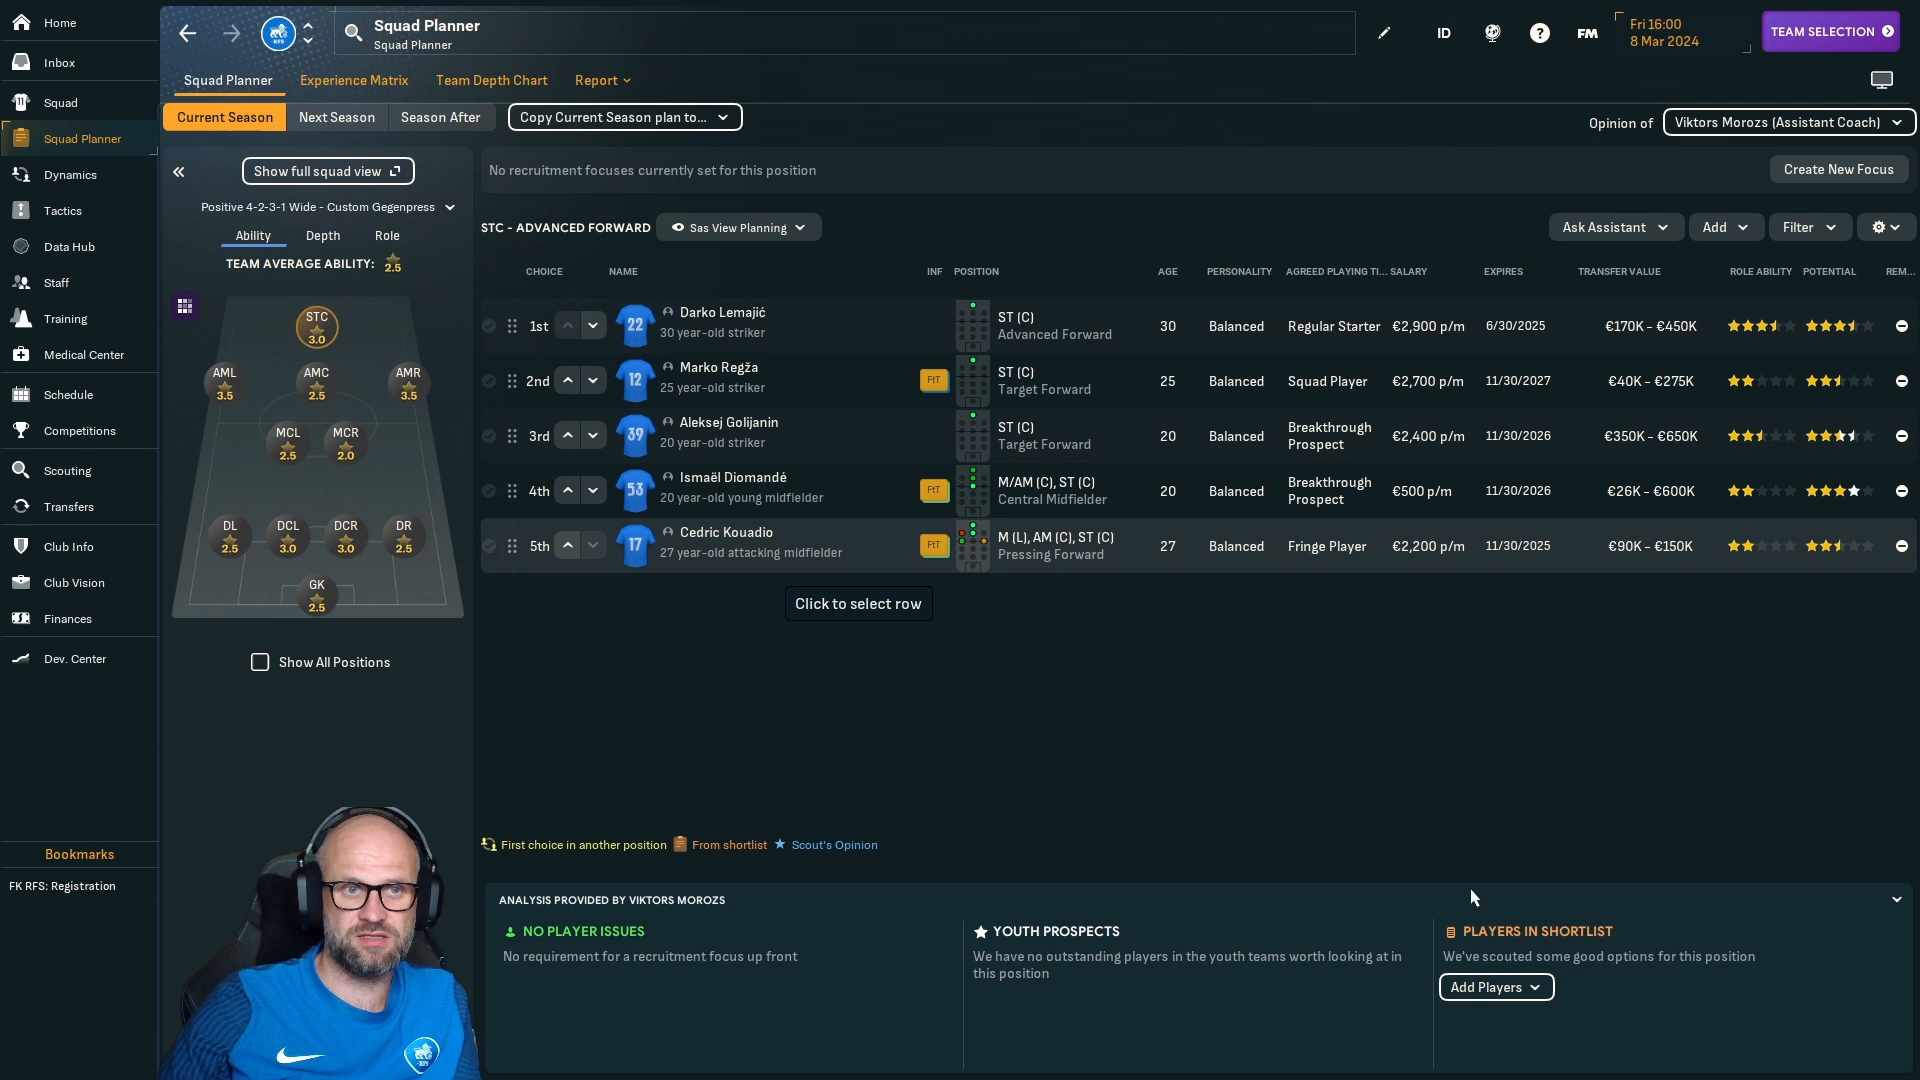 Home
Inbox
Squad
Squad Planner
Dynamics
Tactics
Data Hub
Staff
Training
Medical Center
Schedule
Competitions
Scouting
Transfers
Club Info
Club Vision
Finances
Dev. Center
Bookmarks
FK RFS: Registration
RFS
Squad Planner
Squad Planner
ID
FM
Fri 16:00
8 Mar 2024
TEAM SELECTION
Squad Planner Experience Matrix Team Depth Chart Report
Current Season Next Season Season After Copy Current Season plan to...
Opinion of Viktors Morozs (Assistant Coach)
Show full squad view
Positive 4-2-3-1 Wide - Custom Gegenpress
Ability Depth Role
TEAM AVERAGE ABILITY: 2.5
STC
3.0
AML AMC AMR
3.5 2.5 3.5
MCL MCR
2.5 2.0
DL DCL DCR DR
2.5 3.0 3.0 2.5
GK
2.5
Show All Positions
No recruitment focuses currently set for this position
Create New Focus
STC - ADVANCED FORWARD Sas View Planning
Ask Assistant Add Filter
CHOICE NAME INF POSITION AGE PERSONALITY AGREED PLAYING TI... SALARY EXPIRES TRANSFER VALUE ROLE ABILITY POTENTIAL REM...
1st 22 Darko Lemajić
30 year-old striker
ST (C)
Advanced Forward
30 Balanced Regular Starter €2,900 p/m 6/30/2025 €170K - €450K
2nd 12 Marko Regža
25 year-old striker
FtT
ST (C)
Target Forward
25 Balanced Squad Player €2,700 p/m 11/30/2027 €40K - €275K
3rd 39 Aleksej Golijanin
20 year-old striker
ST (C)
Target Forward
20 Balanced Breakthrough
Prospect
€2,400 p/m 11/30/2026 €350K - €650K
4th 53 Ismaël Diomandé
20 year-old young midfielder
FtT
M/AM (C), ST (C)
Central Midfielder
20 Balanced Breakthrough
Prospect
€500 p/m 11/30/2026 €26K - €600K
5th 17 Cedric Kouadio
27 year-old attacking midfielder
FtT
M (L), AM (C), ST (C)
Pressing Forward
27 Balanced Fringe Player €2,200 p/m 11/30/2025 €90K - €150K
Click to select row
First choice in another position From shortlist Scout's Opinion
ANALYSIS PROVIDED BY VIKTORS MOROZS
NO PLAYER ISSUES
No requirement for a recruitment focus up front
YOUTH PROSPECTS
We have no outstanding players in the youth teams worth looking at in
this position
PLAYERS IN SHORTLIST
We've scouted some good options for this position
Add Players